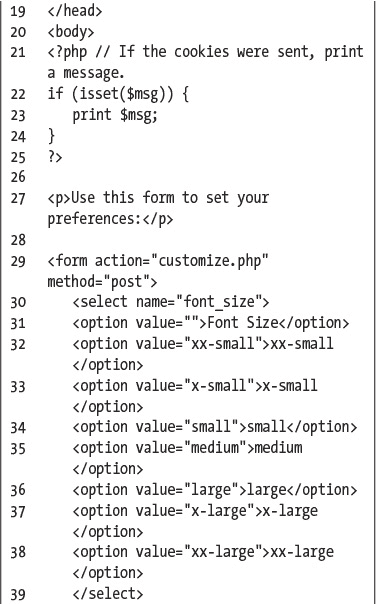 19 </head>
20 <body>
21 <?php // If the cookies were sent, print
a message.
22 if (isset($msg)) {
23 print $msg;
24 }
25 ?>
26
27 <p>Use this form to set your
preferences:</p>
28
29 <form action="customize.php"
method="post">
30 <select name="font_size">
31 <option value="">Font Size</option>
32 <option value="xx-small">xx-small
</option>
33 <option value="x-small">x-small
</option>
34 <option value="small">small</option>
35 <option value="medium">medium
</option>
36 <option value="large">large</option>
37 <option value="x-large">x-large
</option>
38 <option value="xx-large">xx-large
</option>
39 </select>